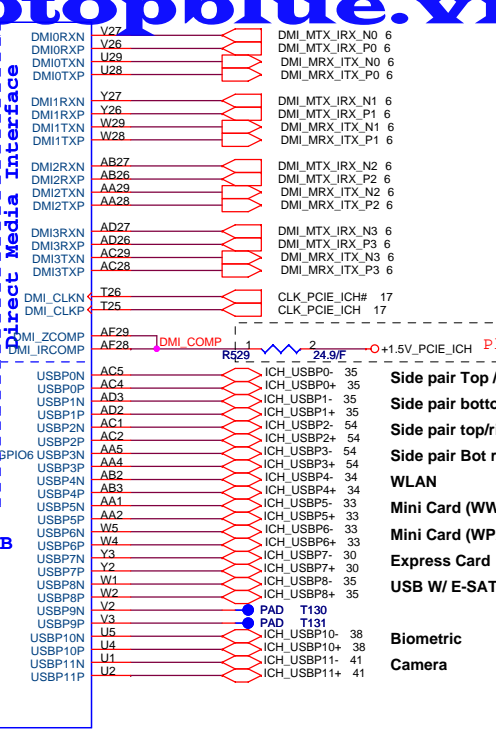 ptopblue.v
Direct Media Interface
DMI0RXN V27 DMI_MTX_IRX_N0 6
DMI0RXP V26 DMI_MTX_IRX_P0 6
DMI0TXN U29 DMI_MRX_ITX_N0 6
DMI0TXP U28 DMI_MRX_ITX_P0 6
DMI1RXN Y27 DMI_MTX_IRX_N1 6
DMI1RXP Y26 DMI_MTX_IRX_P1 6
DMI1TXN W29 DMI_MRX_ITX_N1 6
DMI1TXP W28 DMI_MRX_ITX_P1 6
DMI2RXN AB27 DMI_MTX_IRX_N2 6
DMI2RXP AB26 DMI_MTX_IRX_P2 6
DMI2TXN AA29 DMI_MRX_ITX_N2 6
DMI2TXP AA28 DMI_MRX_ITX_P2 6
DMI3RXN AD27 DMI_MTX_IRX_N3 6
DMI3RXP AD26 DMI_MTX_IRX_P3 6
DMI3TXN AC29 DMI_MRX_ITX_N3 6
DMI3TXP AC28 DMI_MRX_ITX_P3 6
DMI_CLKN T26 CLK_PCIE_ICH# 17
DMI_CLKP T25 CLK_PCIE_ICH 17
DMI_ZCOMP AF29
DMI_IRCOMP AF28 DMI_COMP 1 R529 2 24.9/F +1.5V_PCIE_ICH P
USBP0N AC5 ICH_USBP0- 35 Side pair Top /
USBP0P AC4 ICH_USBP0+ 35
USBP1N AD3 ICH_USBP1- 35 Side pair botto
USBP1P AD2 ICH_USBP1+ 35
USBP2N AC1 ICH_USBP2- 54 Side pair top/ri
USBP2P AC2 ICH_USBP2+ 54
GPIO6 USBP3N AA5 ICH_USBP3- 54 Side pair Bot r
USBP3P AA4 ICH_USBP3+ 54
USBP4N AB2 ICH_USBP4- 34 WLAN
USBP4P AB3 ICH_USBP4+ 34
USBP5N AA1 ICH_USBP5- 33 Mini Card (WW
USBP5P AA2 ICH_USBP5+ 33
USBP6N W5 ICH_USBP6- 33 Mini Card (WP
B USBP6P W4 ICH_USBP6+ 33
USBP7N Y3 ICH_USBP7- 30 Express Card
USBP7P Y2 ICH_USBP7+ 30
USBP8N W1 ICH_USBP8- 35 USB W/ E-SAT
USBP8P W2 ICH_USBP8+ 35
USBP9N V2 PAD T130
USBP9P V3 PAD T131
USBP10N U5 ICH_USBP10- 38 Biometric
USBP10P U4 ICH_USBP10+ 38
USBP11N U1 ICH_USBP11- 41 Camera
USBP11P U2 ICH_USBP11+ 41